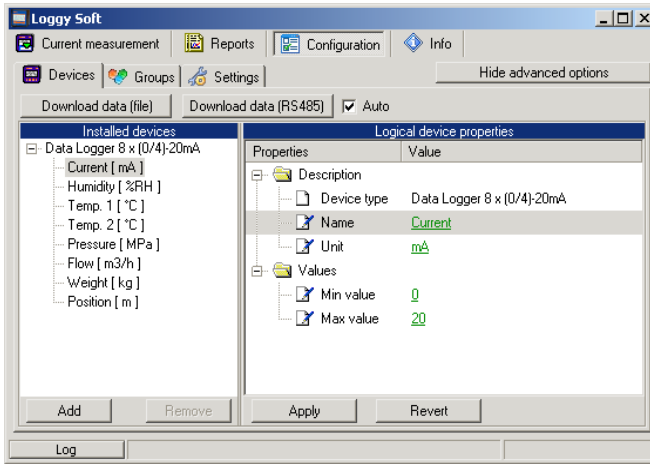 Loggy Soft
Current measurement Reports Configuration Info
Devices Groups Settings Hide advanced options
Download data (file) Download data (RS485) Auto
Installed devices
Data Logger 8 x (0/4)-20mA
Current [ mA ]
Humidity [ %RH ]
Temp. 1 [ °C ]
Temp. 2 [ °C ]
Pressure [ MPa ]
Flow [ m3/h ]
Weight [ kg ]
Position [ m ]
Add Remove
Logical device properties
Properties Value
Description
Device type Data Logger 8 x (0/4)-20mA
Name Current
Unit mA
Values
Min value 0
Max value 20
Apply Revert
Log